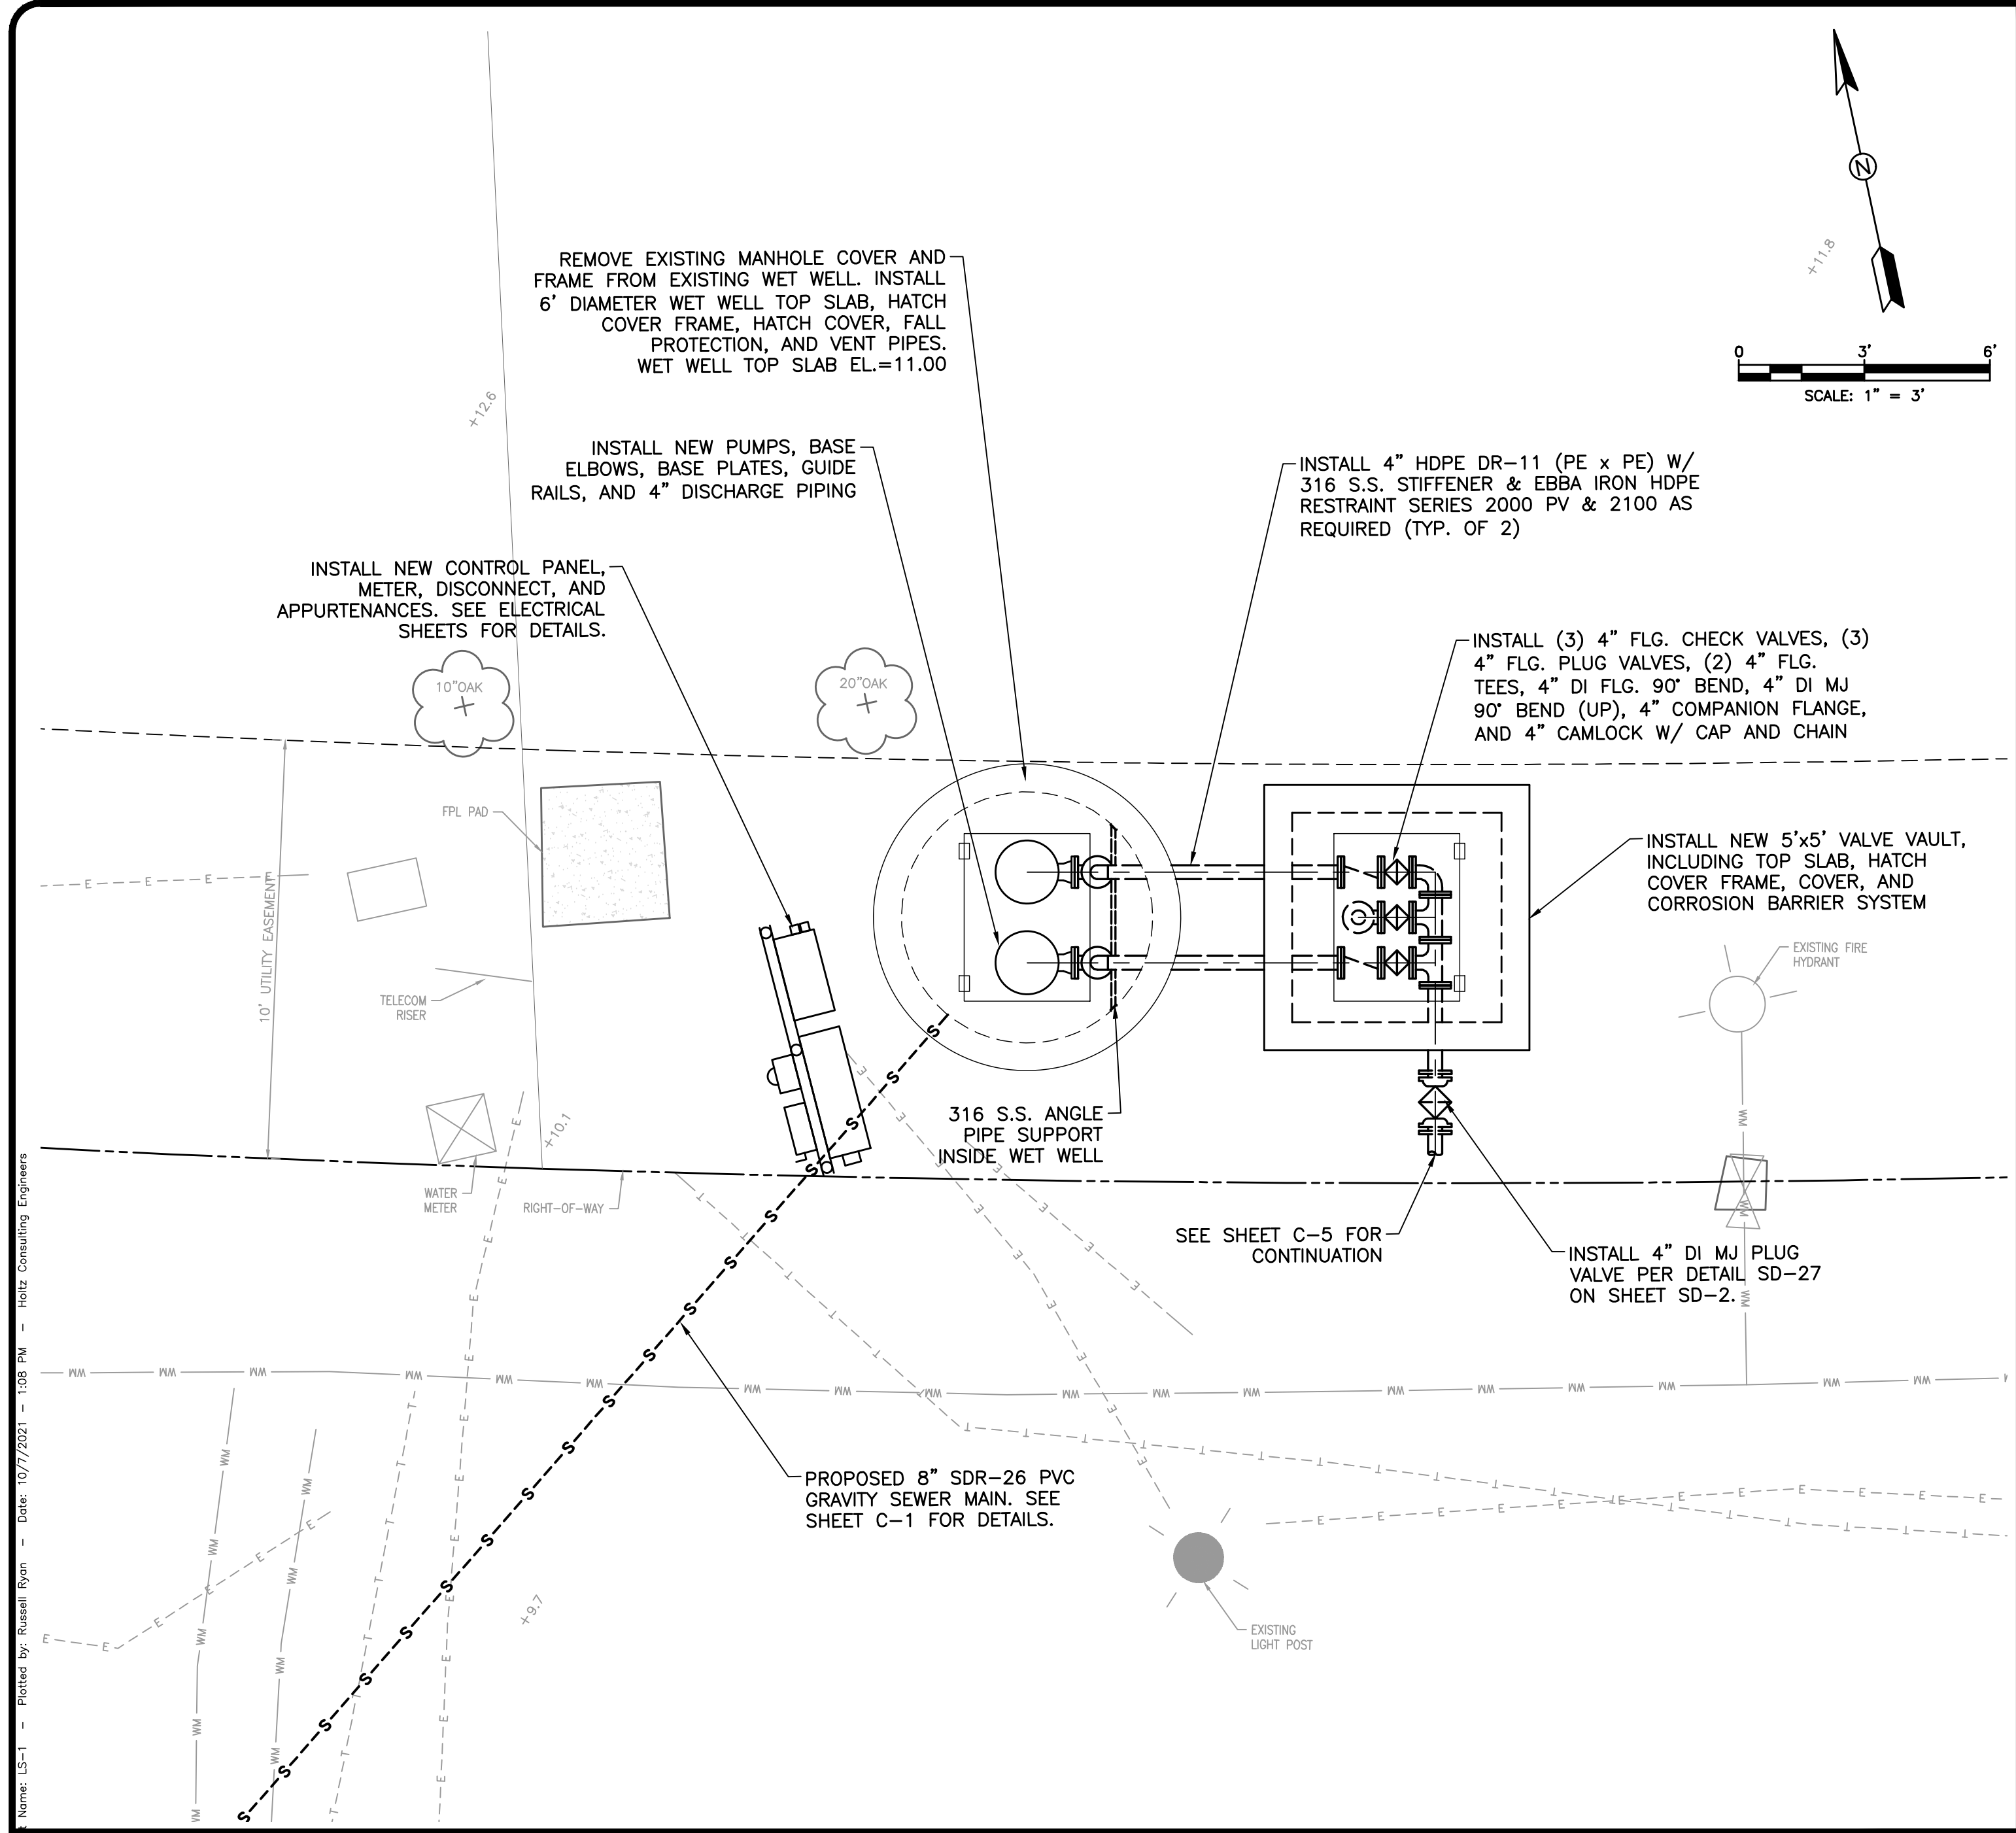 N
+11.8
0 3' 6'
SCALE: 1" = 3'
REMOVE EXISTING MANHOLE COVER AND
FRAME FROM EXISTING WET WELL. INSTALL
6' DIAMETER WET WELL TOP SLAB, HATCH
COVER FRAME, HATCH COVER, FALL
PROTECTION, AND VENT PIPES.
WET WELL TOP SLAB EL.=11.00
+12.6
INSTALL NEW PUMPS, BASE
ELBOWS, BASE PLATES, GUIDE
RAILS, AND 4" DISCHARGE PIPING
INSTALL 4" HDPE DR-11 (PE x PE) W/
316 S.S. STIFFENER & EBBA IRON HDPE
RESTRAINT SERIES 2000 PV & 2100 AS
REQUIRED (TYP. OF 2)
INSTALL NEW CONTROL PANEL,
METER, DISCONNECT, AND
APPURTENANCES. SEE ELECTRICAL
SHEETS FOR DETAILS.
INSTALL (3) 4" FLG. CHECK VALVES, (3)
4" FLG. PLUG VALVES, (2) 4" FLG.
TEES, 4" DI FLG. 90° BEND, 4" DI MJ
90° BEND (UP), 4" COMPANION FLANGE,
AND 4" CAMLOCK W/ CAP AND CHAIN
10"OAK
20"OAK
FPL PAD
10' UTILITY EASEMENT
INSTALL NEW 5'x5' VALVE VAULT,
INCLUDING TOP SLAB, HATCH
COVER FRAME, COVER, AND
CORROSION BARRIER SYSTEM
EXISTING FIRE
HYDRANT
TELECOM
RISER
+10.1
316 S.S. ANGLE
PIPE SUPPORT
INSIDE WET WELL
WATER
METER
RIGHT-OF-WAY
SEE SHEET C-5 FOR
CONTINUATION
INSTALL 4" DI MJ PLUG
VALVE PER DETAIL SD-27
ON SHEET SD-2.
PROPOSED 8" SDR-26 PVC
GRAVITY SEWER MAIN. SEE
SHEET C-1 FOR DETAILS.
+9.7
EXISTING
LIGHT POST
Name: LS-1 - Plotted by: Russell Ryan - Date: 10/7/2021 - 1:08 PM - Holtz Consulting Engineers